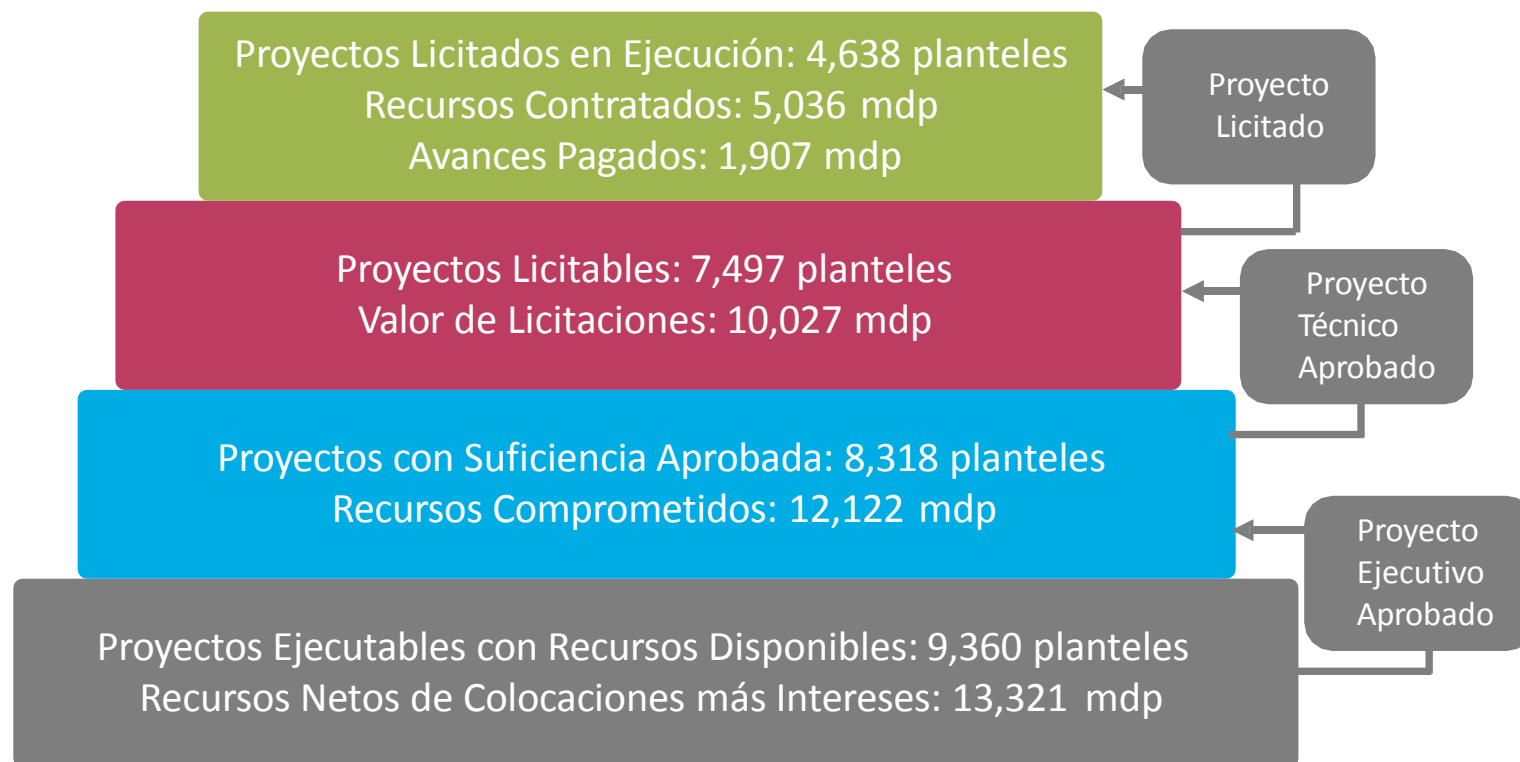 Proyectos Licitados en Ejecución: 4,638 planteles
Recursos Contratados: 5,036 mdp
Avances Pagados: 1,907 mdp
Proyecto
Licitado
Proyectos Licitables: 7,497 planteles
Valor de Licitaciones: 10,027 mdp
Proyecto
Técnico
Aprobado
Proyectos con Suficiencia Aprobada: 8,318 planteles
Recursos Comprometidos: 12,122 mdp
Proyecto
Ejecutivo
Aprobado
Proyectos Ejecutables con Recursos Disponibles: 9,360 planteles
Recursos Netos de Colocaciones más Intereses: 13,321 mdp